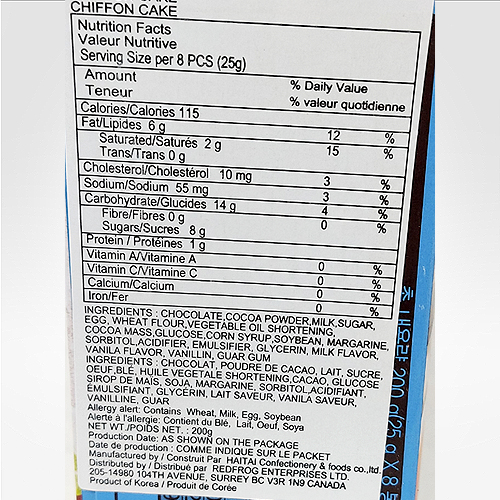 CHIFFON CAKE
Nutrition Facts
Valeur Nutritive
Serving Size per 8 PCS (25g)
Amount
Teneur
% Daily Value
% valeur quotidienne
Calories/Calories 115
Fat/Lipides 6 g 12 %
Saturated/Saturés 2 g 15 %
Trans/Trans 0 g
Cholesterol/Cholestérol 10 mg 3 %
Sodium/Sodium 55 mg 3 %
Carbohydrate/Glucides 14 g 4 %
Fibre/Fibres 0 g 0 %
Sugars/Sucres 8 g
Protein / Protéines 1 g
Vitamin A/Vitamine A 0 %
Vitamin C/Vitamine C 0 %
Calcium/Calcium 0 %
Iron/Fer 0 %
INGREDIENTS : CHOCOLATE,COCOA POWDER,MILK,SUGAR,
EGG, WHEAT FLOUR,VEGETABLE OIL SHORTENING,
COCOA MASS,GLUCOSE,CORN SYRUP,SOYBEAN, MARGARINE,
SORBITOL,ACIDIFIER, EMULSIFIER, GLYCERIN, MILK FLAVOR,
VANILA FLAVOR, VANILLIN, GUAR GUM
INGREDIENTS : CHOCOLAT, POUDRE DE CACAO, LAIT, SUCRE,
OEUF,BLÉ, HUILE VEGETALE SHORTENING,CACAO, GLUCOSE
SIROP DE MAÏS, SOJA, MARGARINE, SORBITOL,ACIDIFIANT,
ÉMULSIFIANT, GLYCÉRIN, LAIT SAVEUR, VANILA SAVEUR,
VANILLINE, GUAR
Allergy alert: Contains Wheat, Milk, Egg, Soybean
Alerte à l'allergie: Contient du Blé, Lait, Oeuf, Soya
NET WT./POIDS NET. : 200g
Production Date: AS SHOWN ON THE PACKAGE
Date de production : COMME INDIQUE SUR LE PACKET
Manufactured by / Construit Par HAITAI Confectionery & foods co.,ltd.
Distributed by / Distribué par REDFROG ENTERPRISES LTD.
205-14980 104TH AVENUE, SURREY BC V3R 1N9 CANADA
Product of Korea / Produit de Corée
내용량 200 g(25 g X 8